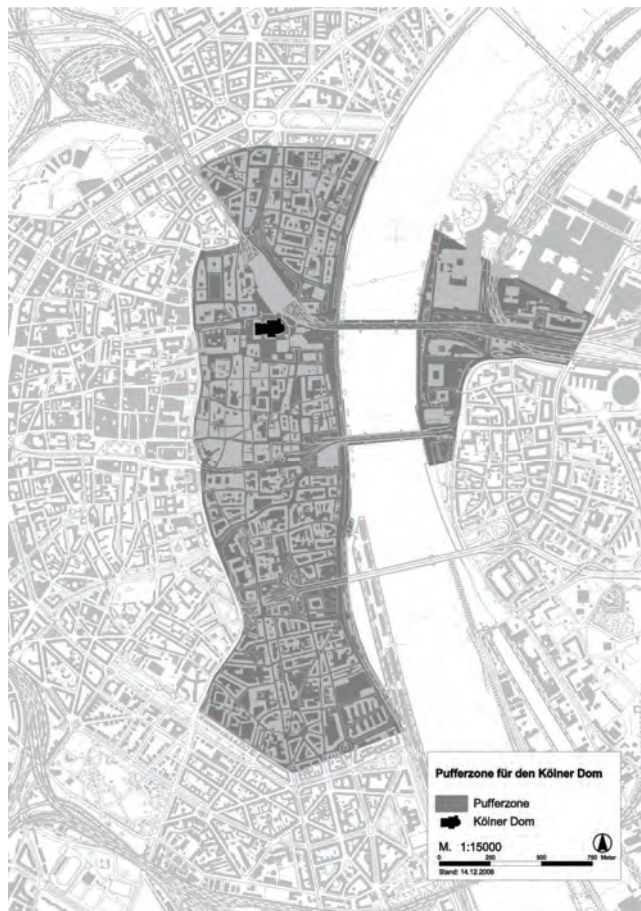 Pufferzone für den Kölner Dom
Pufferzone
Kölner Dom
M. 1:15000
0 250 500 750 Meter
Stand: 14.12.2006